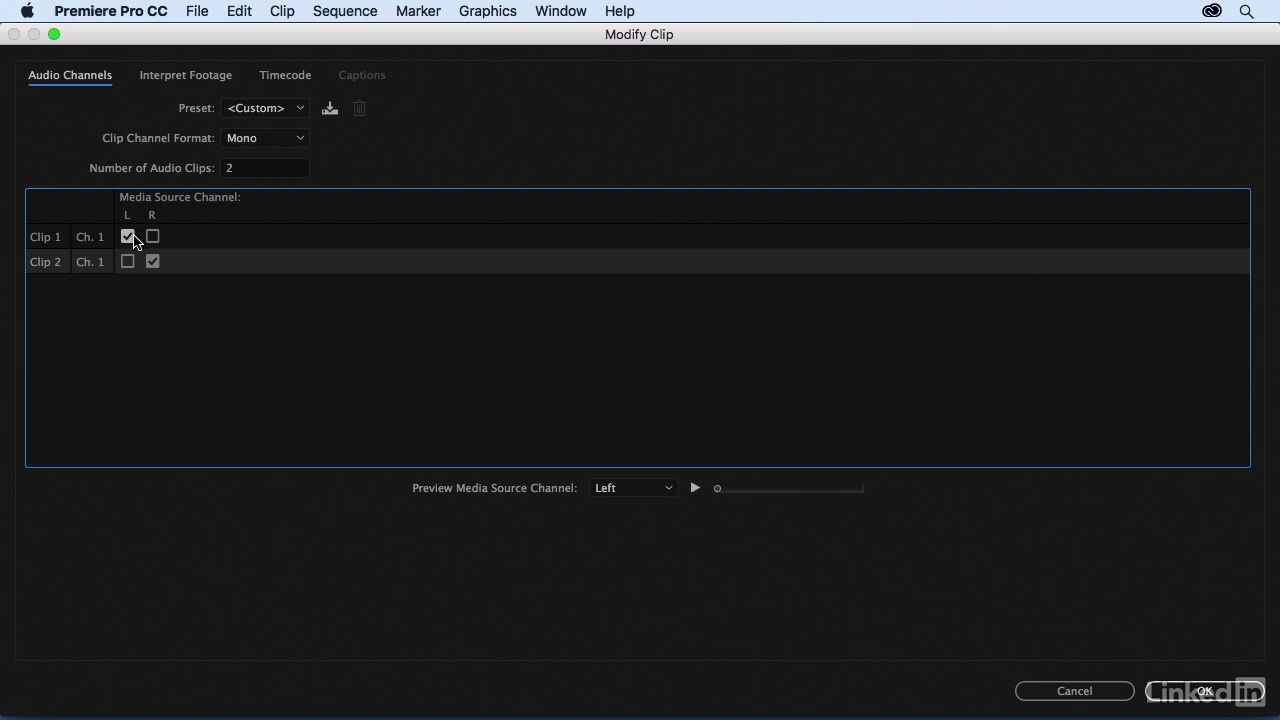 Premiere Pro CC File Edit Clip Sequence Marker Graphics Window Help
Modify Clip
Audio Channels Interpret Footage Timecode Captions
Preset: <Custom>
Clip Channel Format: Mono
Number of Audio Clips: 2
Media Source Channel:
L R
Clip 1 Ch. 1
Clip 2 Ch. 1
Preview Media Source Channel: Left
Cancel OK
Linked in